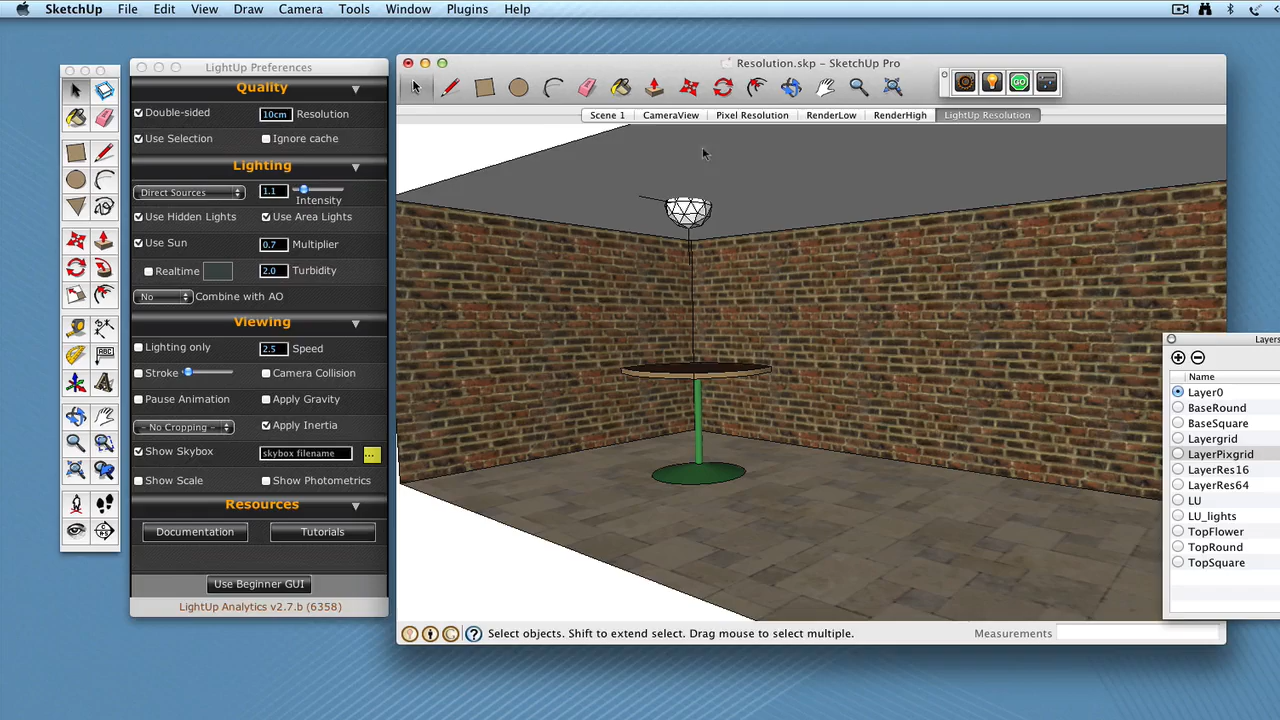 SketchUp File Edit View Draw Camera Tools Window Plugins Help
LightUp Preferences
Quality
Double-sided 10cm Resolution
Use Selection Ignore cache
Lighting
Direct Sources 1.1 Intensity
Use Hidden Lights Use Area Lights
Use Sun 0.7 Multiplier
Realtime 2.0 Turbidity
No Combine with AO
Viewing
Lighting only 2.5 Speed
Stroke Camera Collision
Pause Animation Apply Gravity
- No Cropping - Apply Inertia
Show Skybox skybox filename ...
Show Scale Show Photometrics
Resources
Documentation Tutorials
Use Beginner GUI
LightUp Analytics v2.7.b (6358)
ABC
Resolution.skp - SketchUp Pro
GO
Scene 1 CameraView Pixel Resolution RenderLow RenderHigh LightUp Resolution
Select objects. Shift to extend select. Drag mouse to select multiple. Measurements
Layers
Name
Layer0
BaseRound
BaseSquare
Layergrid
LayerPixgrid
LayerRes16
LayerRes64
LU
LU_lights
TopFlower
TopRound
TopSquare